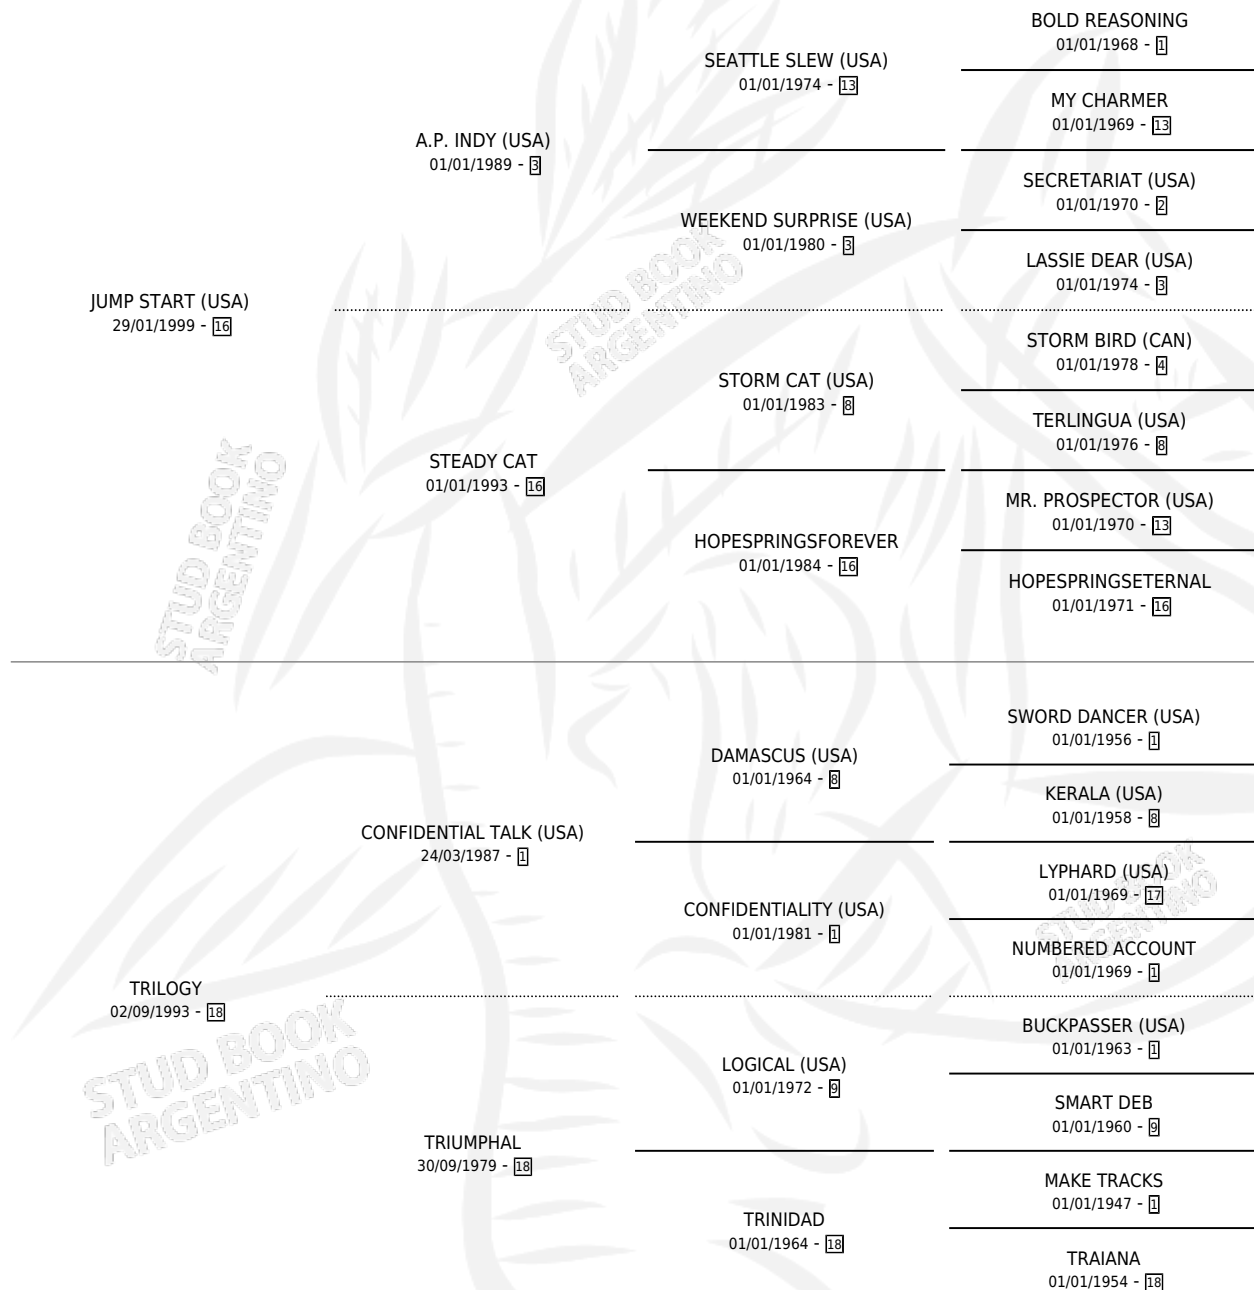 BOLD REASONING
01/01/1968 - 1
SEATTLE SLEW (USA)
01/01/1974 - 13
MY CHARMER
01/01/1969 - 13
A.P. INDY (USA)
01/01/1989 - 3
SECRETARIAT (USA)
01/01/1970 - 2
WEEKEND SURPRISE (USA)
01/01/1980 - 3
LASSIE DEAR (USA)
01/01/1974 - 3
JUMP START (USA)
29/01/1999 - 16
STORM BIRD (CAN)
01/01/1978 - 4
STORM CAT (USA)
01/01/1983 - 8
TERLINGUA (USA)
01/01/1976 - 8
STEADY CAT
01/01/1993 - 16
MR. PROSPECTOR (USA)
01/01/1970 - 13
HOPESPRINGSFOREVER
01/01/1984 - 16
HOPESPRINGSETERNAL
01/01/1971 - 16
SWORD DANCER (USA)
01/01/1956 - 1
DAMASCUS (USA)
01/01/1964 - 8
KERALA (USA)
01/01/1958 - 8
CONFIDENTIAL TALK (USA)
24/03/1987 - 1
LYPHARD (USA)
01/01/1969 - 17
CONFIDENTIALITY (USA)
01/01/1981 - 1
NUMBERED ACCOUNT
01/01/1969 - 1
TRILOGY
02/09/1993 - 18
BUCKPASSER (USA)
01/01/1963 - 1
LOGICAL (USA)
01/01/1972 - 9
SMART DEB
01/01/1960 - 9
TRIUMPHAL
30/09/1979 - 18
MAKE TRACKS
01/01/1947 - 1
TRINIDAD
01/01/1964 - 18
TRAIANA
01/01/1954 - 18
STUD BOOK
ARGENTINO
STUD BOOK
ARGENTINO
STUD BOOK
ARGENTINO
STUD BOOK
ARGENTINO